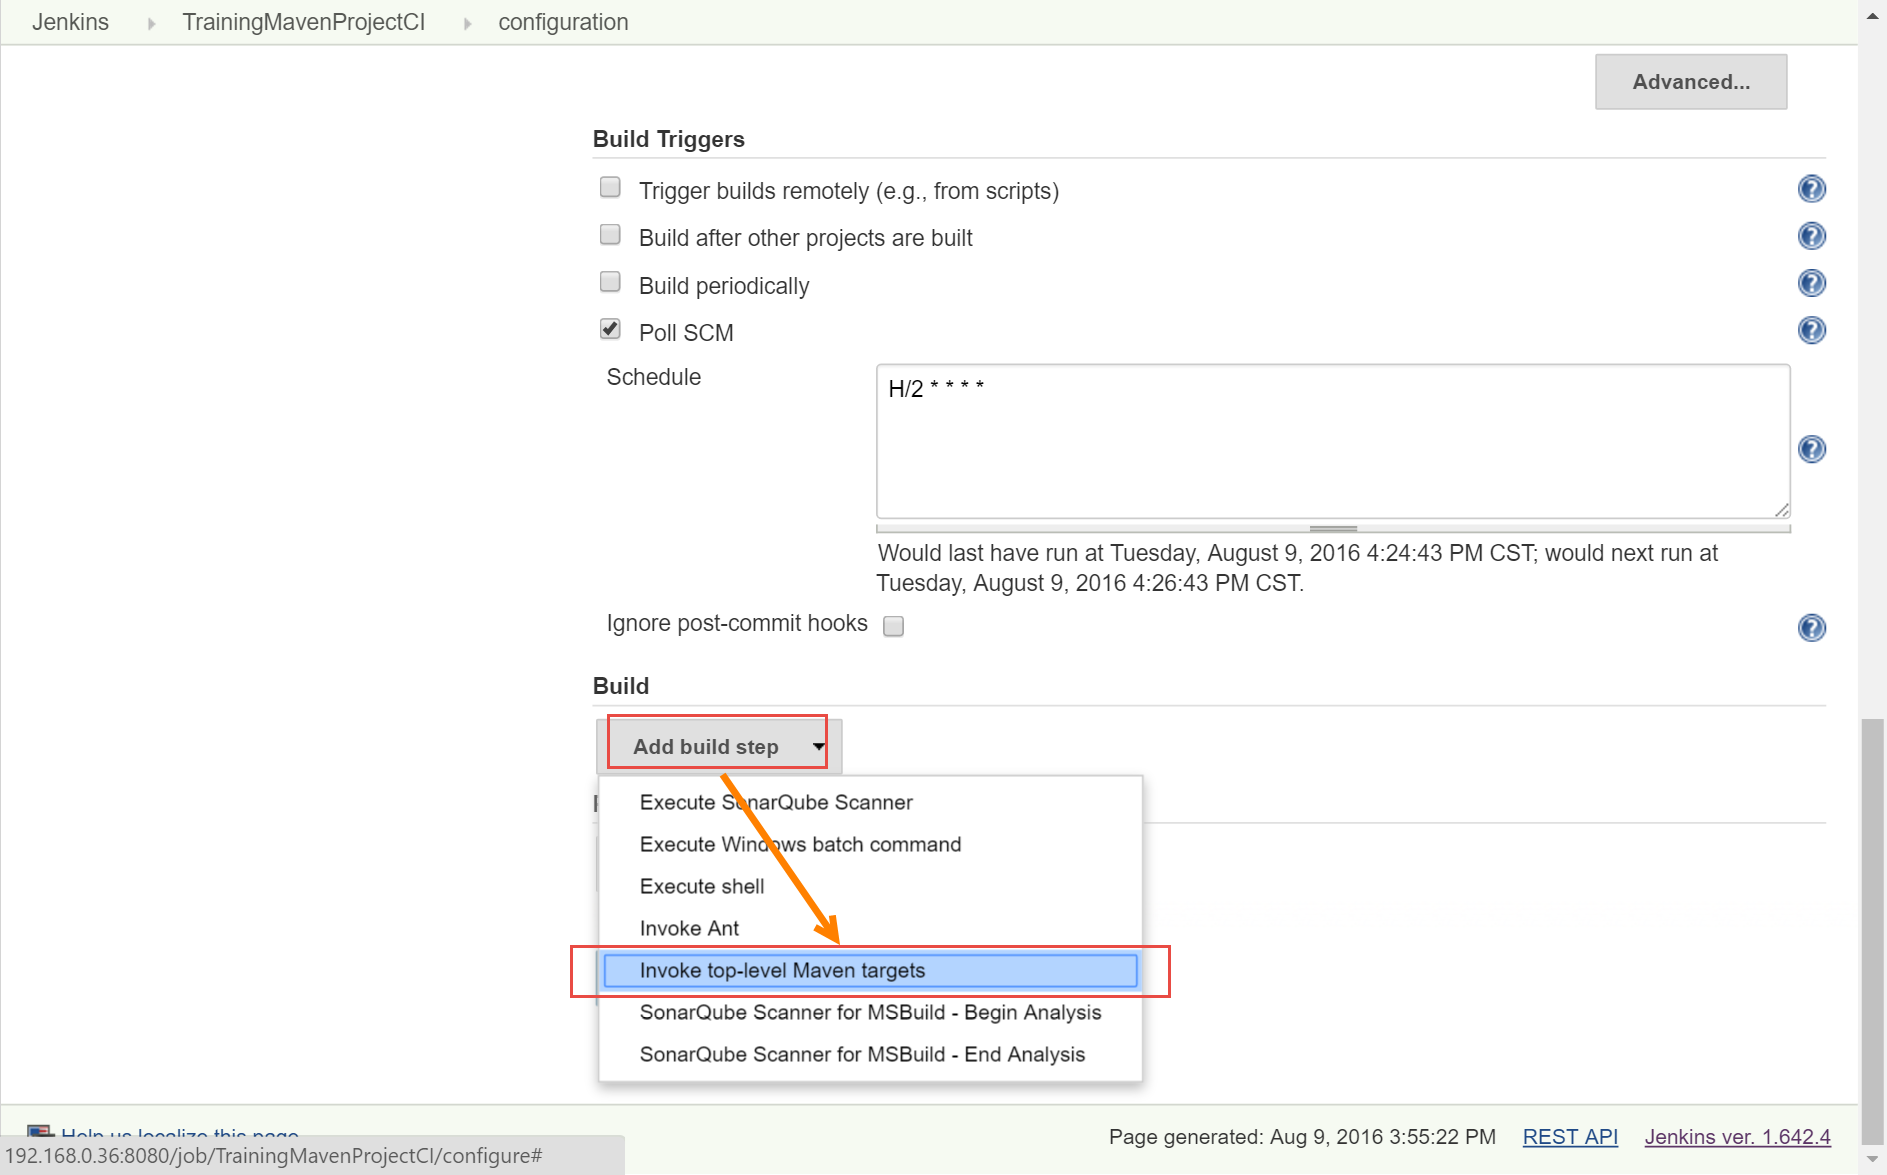 Jenkins TrainingMavenProjectCI configuration
Advanced...
Build Triggers
Trigger builds remotely (e.g., from scripts)
Build after other projects are built
Build periodically
Poll SCM
Schedule
H/2 * * * *
Would last have run at Tuesday, August 9, 2016 4:24:43 PM CST; would next run at
Tuesday, August 9, 2016 4:26:43 PM CST.
Ignore post-commit hooks
Build
Add build step
Execute SonarQube Scanner
Execute Windows batch command
Execute shell
Invoke Ant
Invoke top-level Maven targets
SonarQube Scanner for MSBuild - Begin Analysis
SonarQube Scanner for MSBuild - End Analysis
Help us localize this page
Page generated: Aug 9, 2016 3:55:22 PM REST API Jenkins ver. 1.642.4
192.168.0.36:8080/job/TrainingMavenProjectCI/configure#